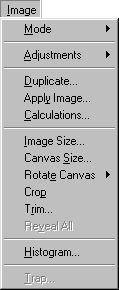 Image
Mode
Adjustments
Duplicate...
Apply Image...
Calculations...
Image Size...
Canvas Size...
Rotate Canvas
Crop
Trim...
Reveal All
Histogram...
Trap...